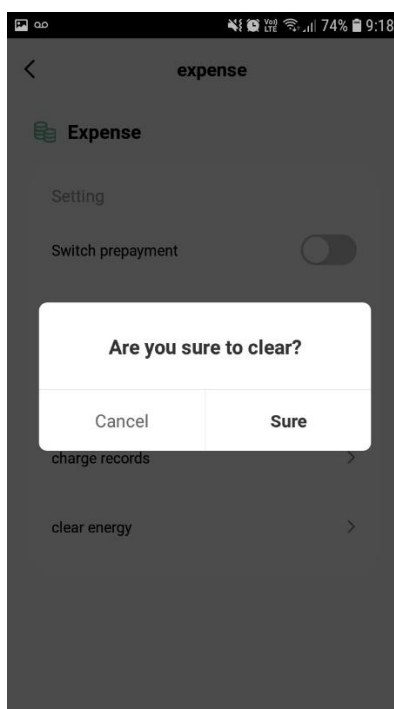 74% 9:18
expense
Expense
Setting
Switch prepayment
Are you sure to clear?
Cancel
Sure
charge records
clear energy